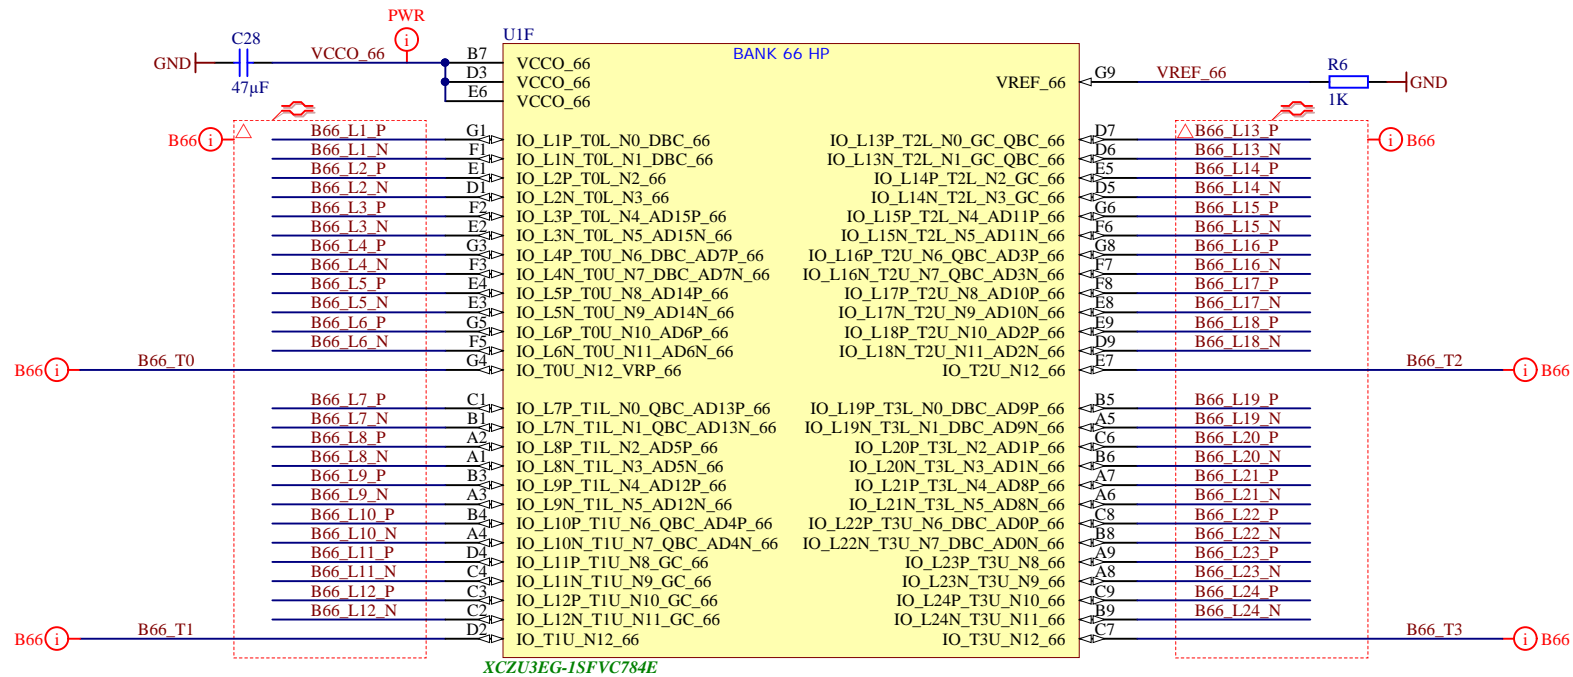 PWR
C28
U1F
GND
VCCO_66
B7
VCCO_66
BANK 66 HP
R6
D3
VCCO_66
VREF_66
G9
VREF_66
GND
47µF
E6
VCCO_66
1K
B66
B66_L1_P
G1
IO_L1P_T0L_N0_DBC_66
IO_L13P_T2L_N0_GC_QBC_66
D7
B66_L13_P
B66
B66_L1_N
F1
IO_L1N_T0L_N1_DBC_66
IO_L13N_T2L_N1_GC_QBC_66
D6
B66_L13_N
B66_L2_P
E1
IO_L2P_T0L_N2_66
IO_L14P_T2L_N2_GC_66
E5
B66_L14_P
B66_L2_N
D1
IO_L2N_T0L_N3_66
IO_L14N_T2L_N3_GC_66
D5
B66_L14_N
B66_L3_P
F2
IO_L3P_T0L_N4_AD15P_66
IO_L15P_T2L_N4_AD11P_66
G6
B66_L15_P
B66_L3_N
E2
IO_L3N_T0L_N5_AD15N_66
IO_L15N_T2L_N5_AD11N_66
F6
B66_L15_N
B66_L4_P
G3
IO_L4P_T0U_N6_DBC_AD7P_66
IO_L16P_T2U_N6_QBC_AD3P_66
G8
B66_L16_P
B66_L4_N
F3
IO_L4N_T0U_N7_DBC_AD7N_66
IO_L16N_T2U_N7_QBC_AD3N_66
F7
B66_L16_N
B66_L5_P
E4
IO_L5P_T0U_N8_AD14P_66
IO_L17P_T2U_N8_AD10P_66
F8
B66_L17_P
B66_L5_N
E3
IO_L5N_T0U_N9_AD14N_66
IO_L17N_T2U_N9_AD10N_66
E8
B66_L17_N
B66_L6_P
G5
IO_L6P_T0U_N10_AD6P_66
IO_L18P_T2U_N10_AD2P_66
E9
B66_L18_P
B66_L6_N
F5
IO_L6N_T0U_N11_AD6N_66
IO_L18N_T2U_N11_AD2N_66
D9
B66_L18_N
B66
B66_T0
G4
IO_T0U_N12_VRP_66
IO_T2U_N12_66
E7
B66_T2
B66
B66_L7_P
C1
IO_L7P_T1L_N0_QBC_AD13P_66
IO_L19P_T3L_N0_DBC_AD9P_66
B5
B66_L19_P
B66_L7_N
B1
IO_L7N_T1L_N1_QBC_AD13N_66
IO_L19N_T3L_N1_DBC_AD9N_66
A5
B66_L19_N
B66_L8_P
A2
IO_L8P_T1L_N2_AD5P_66
IO_L20P_T3L_N2_AD1P_66
C6
B66_L20_P
B66_L8_N
A1
IO_L8N_T1L_N3_AD5N_66
IO_L20N_T3L_N3_AD1N_66
B6
B66_L20_N
B66_L9_P
B3
IO_L9P_T1L_N4_AD12P_66
IO_L21P_T3L_N4_AD8P_66
A7
B66_L21_P
B66_L9_N
A3
IO_L9N_T1L_N5_AD12N_66
IO_L21N_T3L_N5_AD8N_66
A6
B66_L21_N
B66_L10_P
B4
IO_L10P_T1U_N6_QBC_AD4P_66
IO_L22P_T3U_N6_DBC_AD0P_66
C8
B66_L22_P
B66_L10_N
A4
IO_L10N_T1U_N7_QBC_AD4N_66
IO_L22N_T3U_N7_DBC_AD0N_66
B8
B66_L22_N
B66_L11_P
D4
IO_L11P_T1U_N8_GC_66
IO_L23P_T3U_N8_66
A9
B66_L23_P
B66_L11_N
C4
IO_L11N_T1U_N9_GC_66
IO_L23N_T3U_N9_66
A8
B66_L23_N
B66_L12_P
C3
IO_L12P_T1U_N10_GC_66
IO_L24P_T3U_N10_66
C9
B66_L24_P
B66_L12_N
C2
IO_L12N_T1U_N11_GC_66
IO_L24N_T3U_N11_66
B9
B66_L24_N
B66
B66_T1
D2
IO_T1U_N12_66
IO_T3U_N12_66
C7
B66_T3
B66
XCZU3EG-1SFVC784E